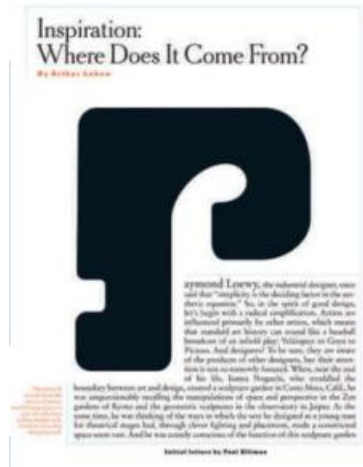 Inspiration:
Where Does It Come From?
By Arthur Lubow
r
aymond Loewy, the industrial designer, once
said that "simplicity is the deciding factor in the aes-
thetic equation." So, in the spirit of good design,
let's begin with a radical simplification. Artists are
influenced primarily by other artists, which means
that standard art history can sound like a baseball
broadcast of an infield play: Velázquez to Goya to
Picasso. And designers? To be sure, they are aware
of the products of other designers, but their atten-
tion is not so narrowly focused. When, near the end
of his life, Isamu Noguchi, who straddled the
boundary between art and design, created a sculpture garden in Costa Mesa, Calif., he
was unquestionably recalling the manipulations of space and perspective in the Zen
gardens of Kyoto and the geometric sculptures in the observatory in Jaipur. At the
same time, he was thinking of the ways in which the sets he designed as a young man
for theatrical stages had, through clever lighting and placement, made a constricted
space seem vast. And he was acutely conscious of the function of this sculpture garden
Initial letters by Paul Elliman